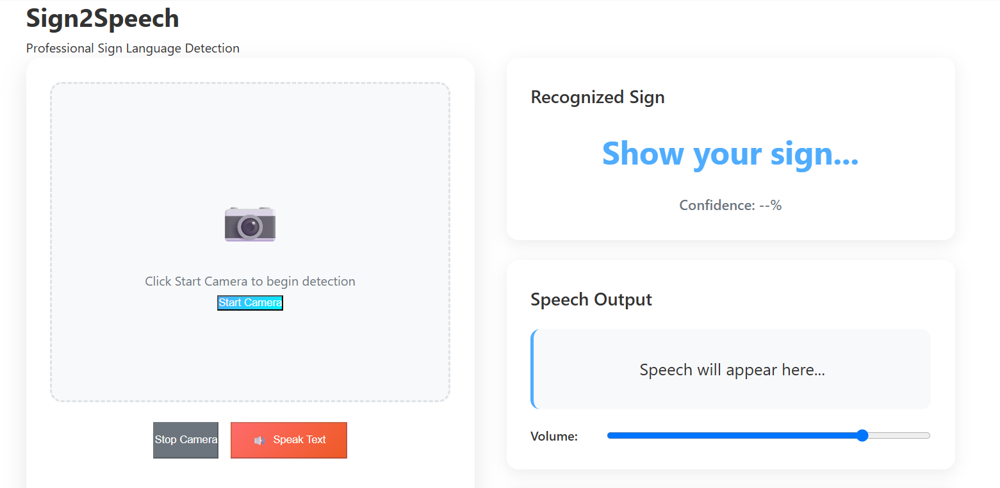 Sign2Speech
Professional Sign Language Detection
Click Start Camera to begin detection
Start Camera
Stop Camera
Speak Text
Recognized Sign
Show your sign...
Confidence: --%
Speech Output
Speech will appear here...
Volume: